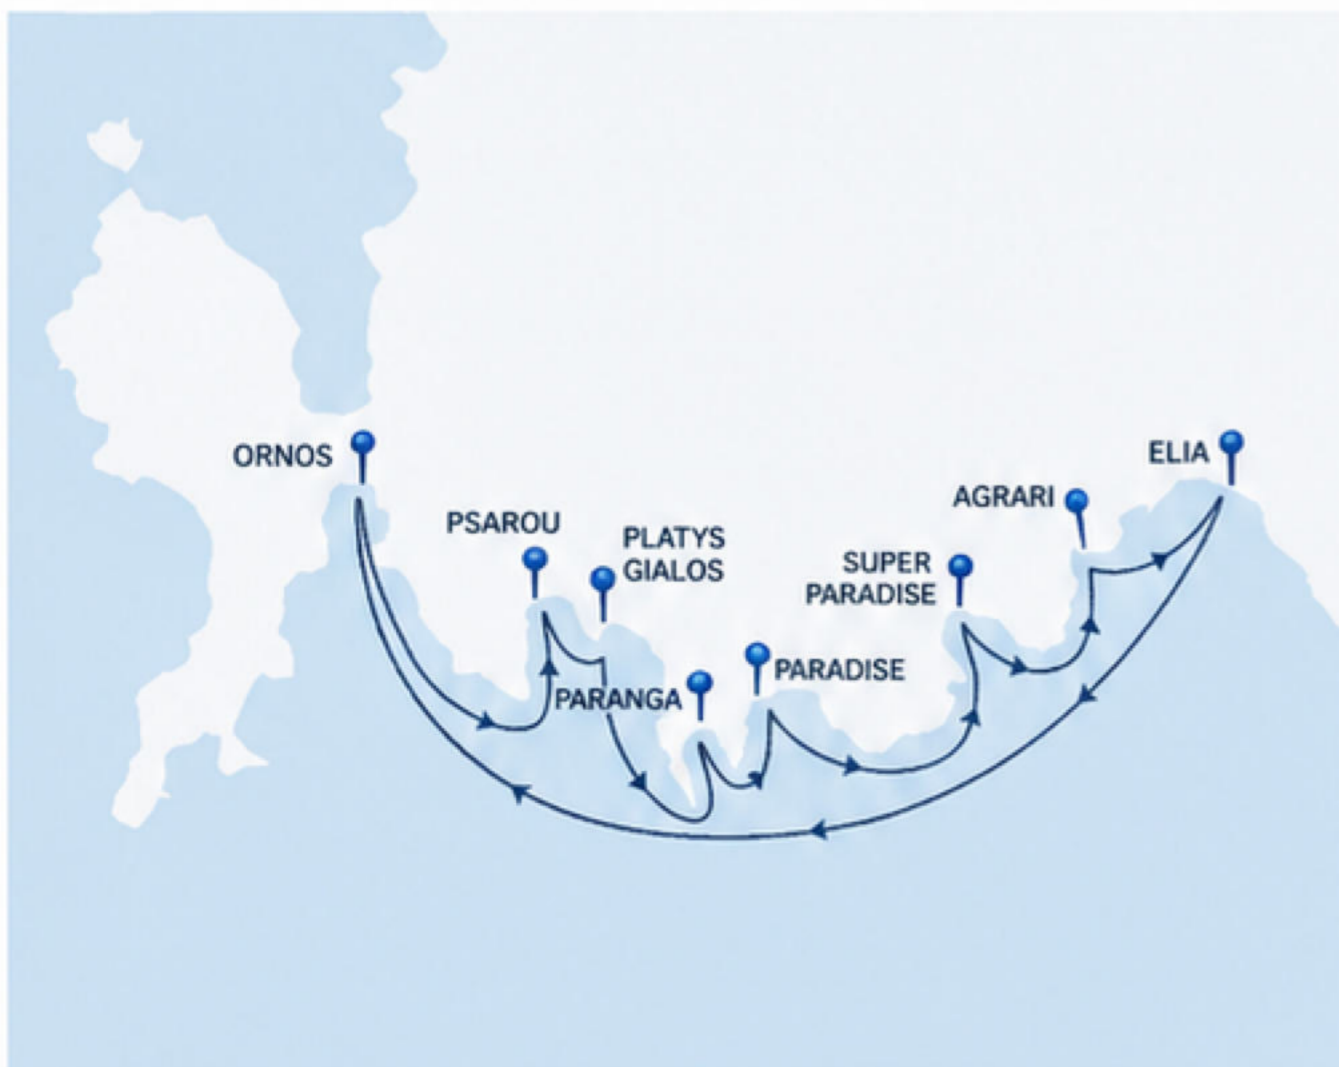 ORNOS
PSAROU
PLATYS
GIALOS
PARANGA
PARADISE
SUPER
PARADISE
AGRARI
ELIA